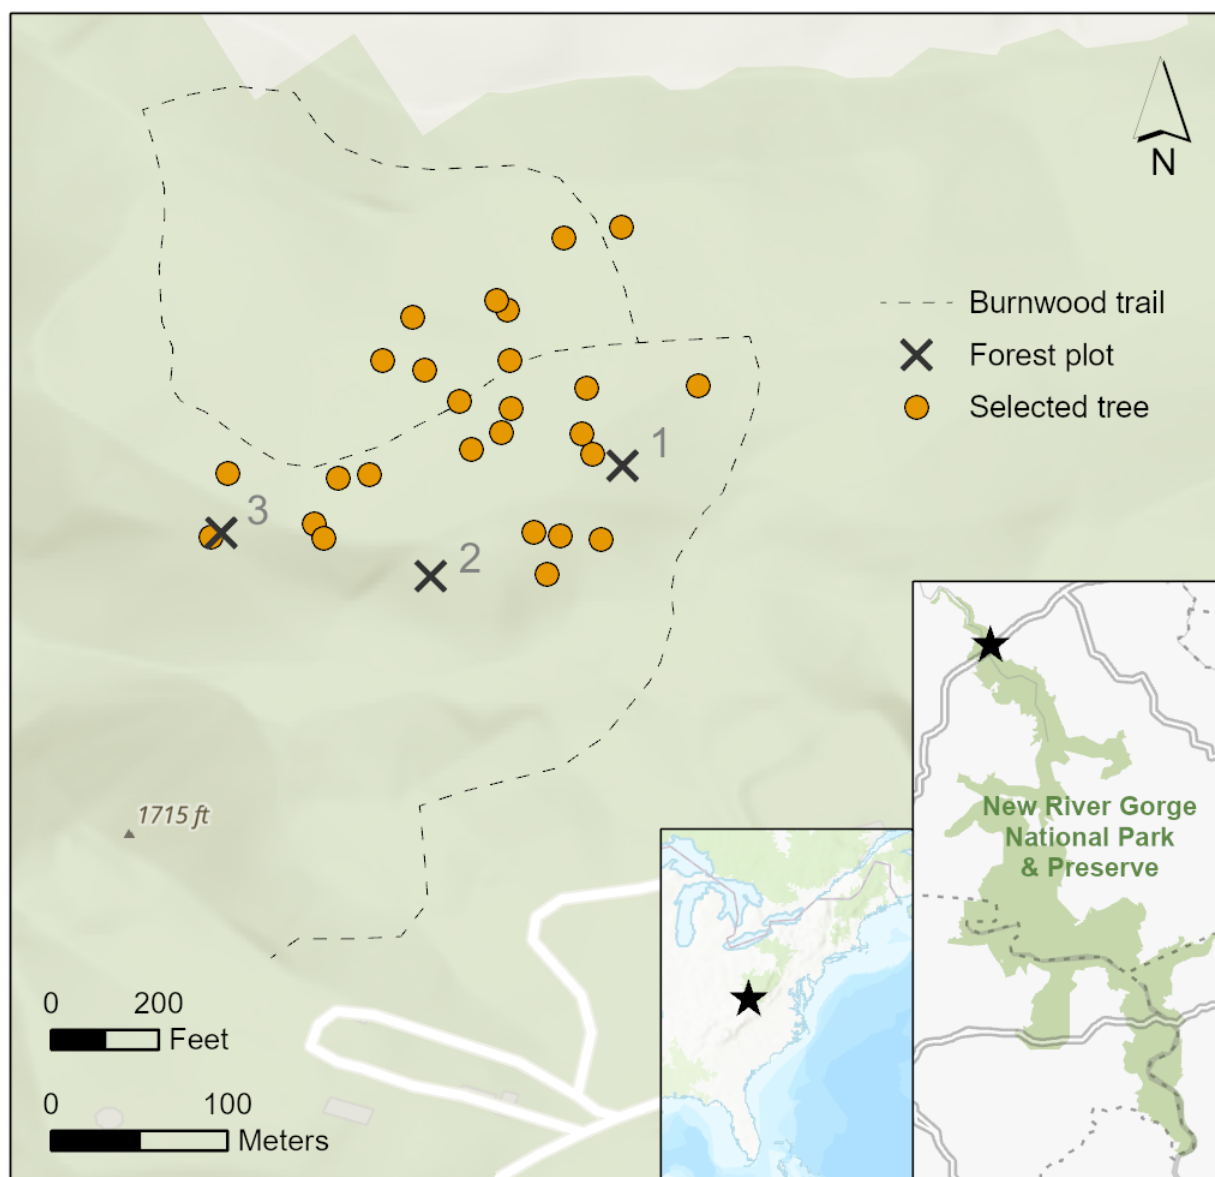 N
Burnwood trail
Forest plot
Selected tree
1
3
2
1715 ft
New River Gorge
National Park
& Preserve
0 200
Feet
0 100
Meters